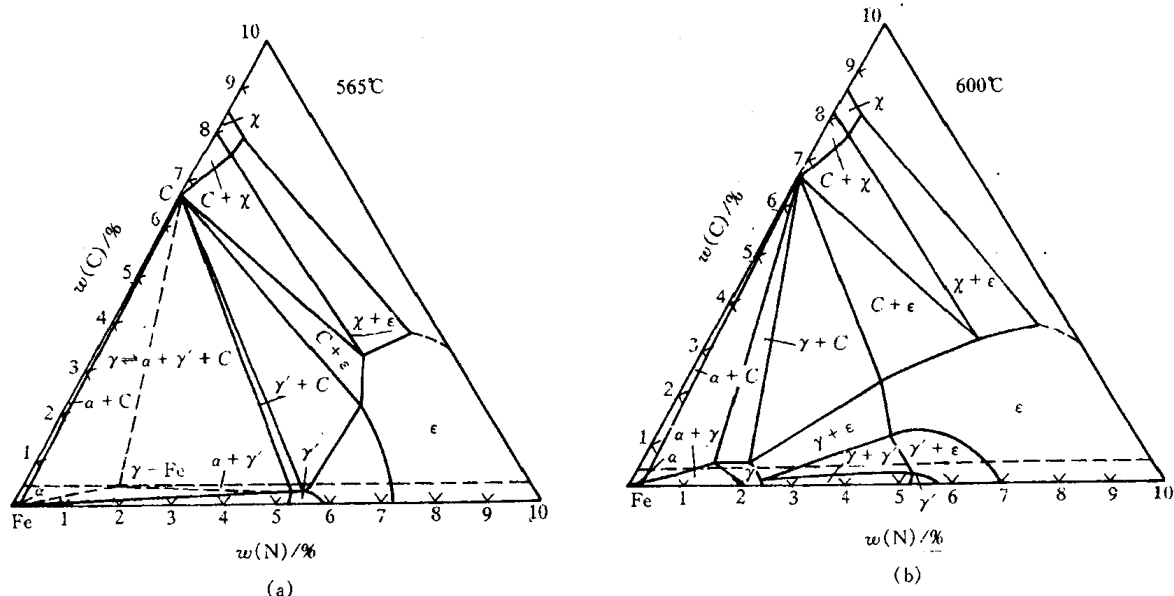 10
9
565℃
8
χ
7
C
C + χ
6
w(C)/%
5
4
χ + ε
C + ε
γ ⇌ α + γ′ + C
3
α + C
γ′ + C
2
ε
1
γ - Fe
α + γ′
γ′
α
Fe 1 2 3 4 5 6 7 8 9 10
w(N)/%
(a)
10
9
600℃
8
χ
7
C + χ
6
w(C)/%
5
4
C + ε
χ + ε
3
γ + C
α + C
2
ε
1
α + γ
γ + ε
γ′ + ε
α
γ
γ + γ′
Fe 1 2 3 4 5 6 7 8 9 10
γ′
w(N)/%
(b)